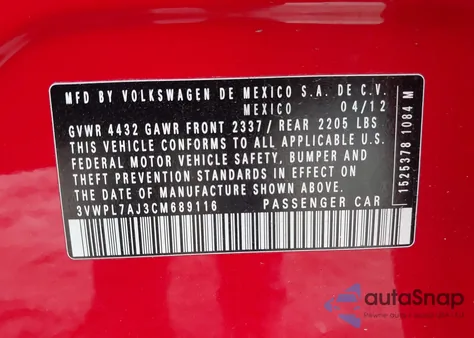 MFD BY VOLKSWAGEN DE MEXICO S.A. DE C.V.
MEXICO 04/12
GVWR 4432 GAWR FRONT 2337/ REAR 2205 LBS
THIS VEHICLE CONFORMS TO ALL APPLICABLE U.S.
FEDERAL MOTOR VEHICLE SAFETY, BUMPER AND
THEFT PREVENTION STANDARDS IN EFFECT ON
THE DATE OF MANUFACTURE SHOWN ABOVE.
3VWPL7AJ3CM689116 PASSENGER CAR
1525378 1084 M
autoSnap